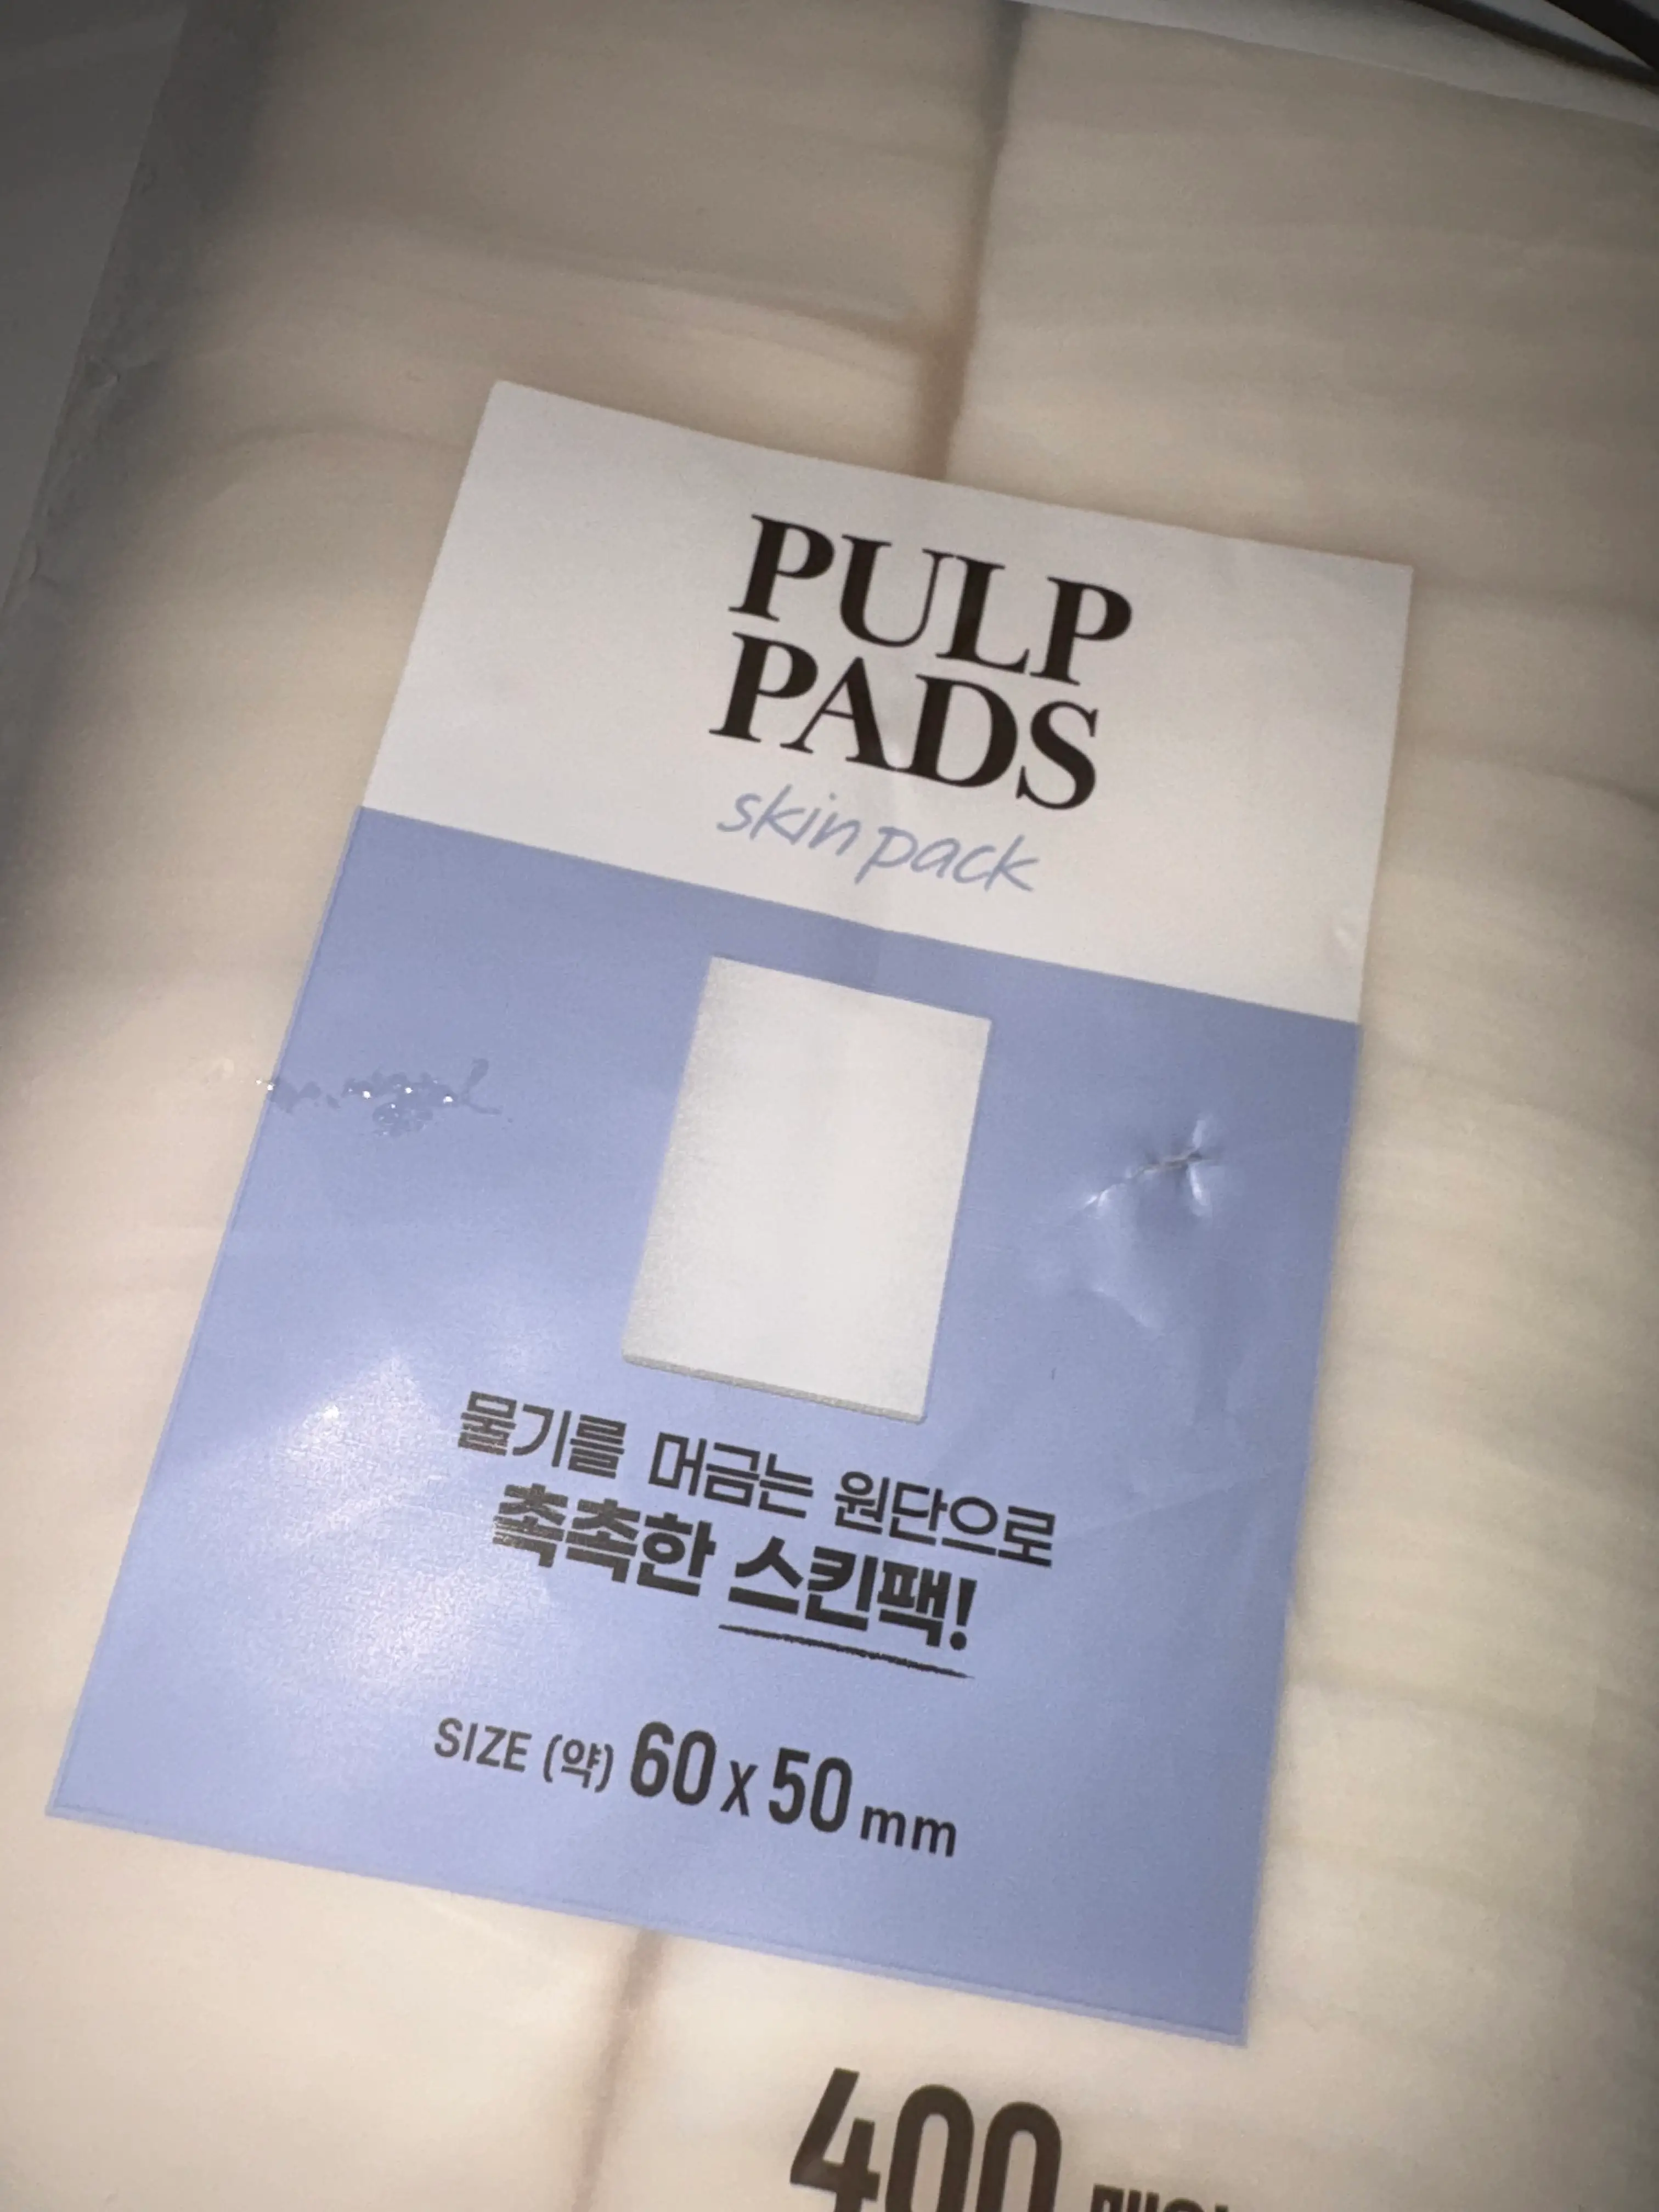 PULP
PADS
skin pack
물기를 머금는 원단으로
촉촉한 스킨팩!
SIZE (약) 60 x 50 mm
400